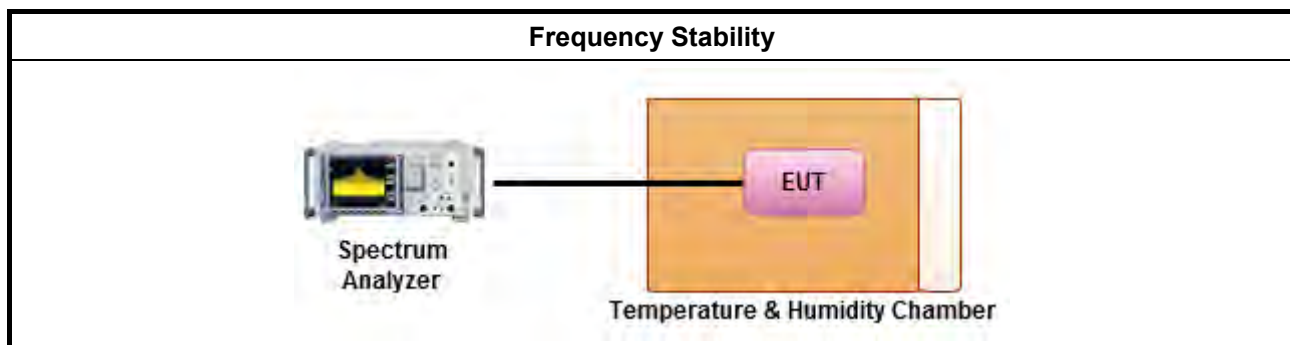 Frequency Stability
EUT
Spectrum
Analyzer
Temperature & Humidity Chamber